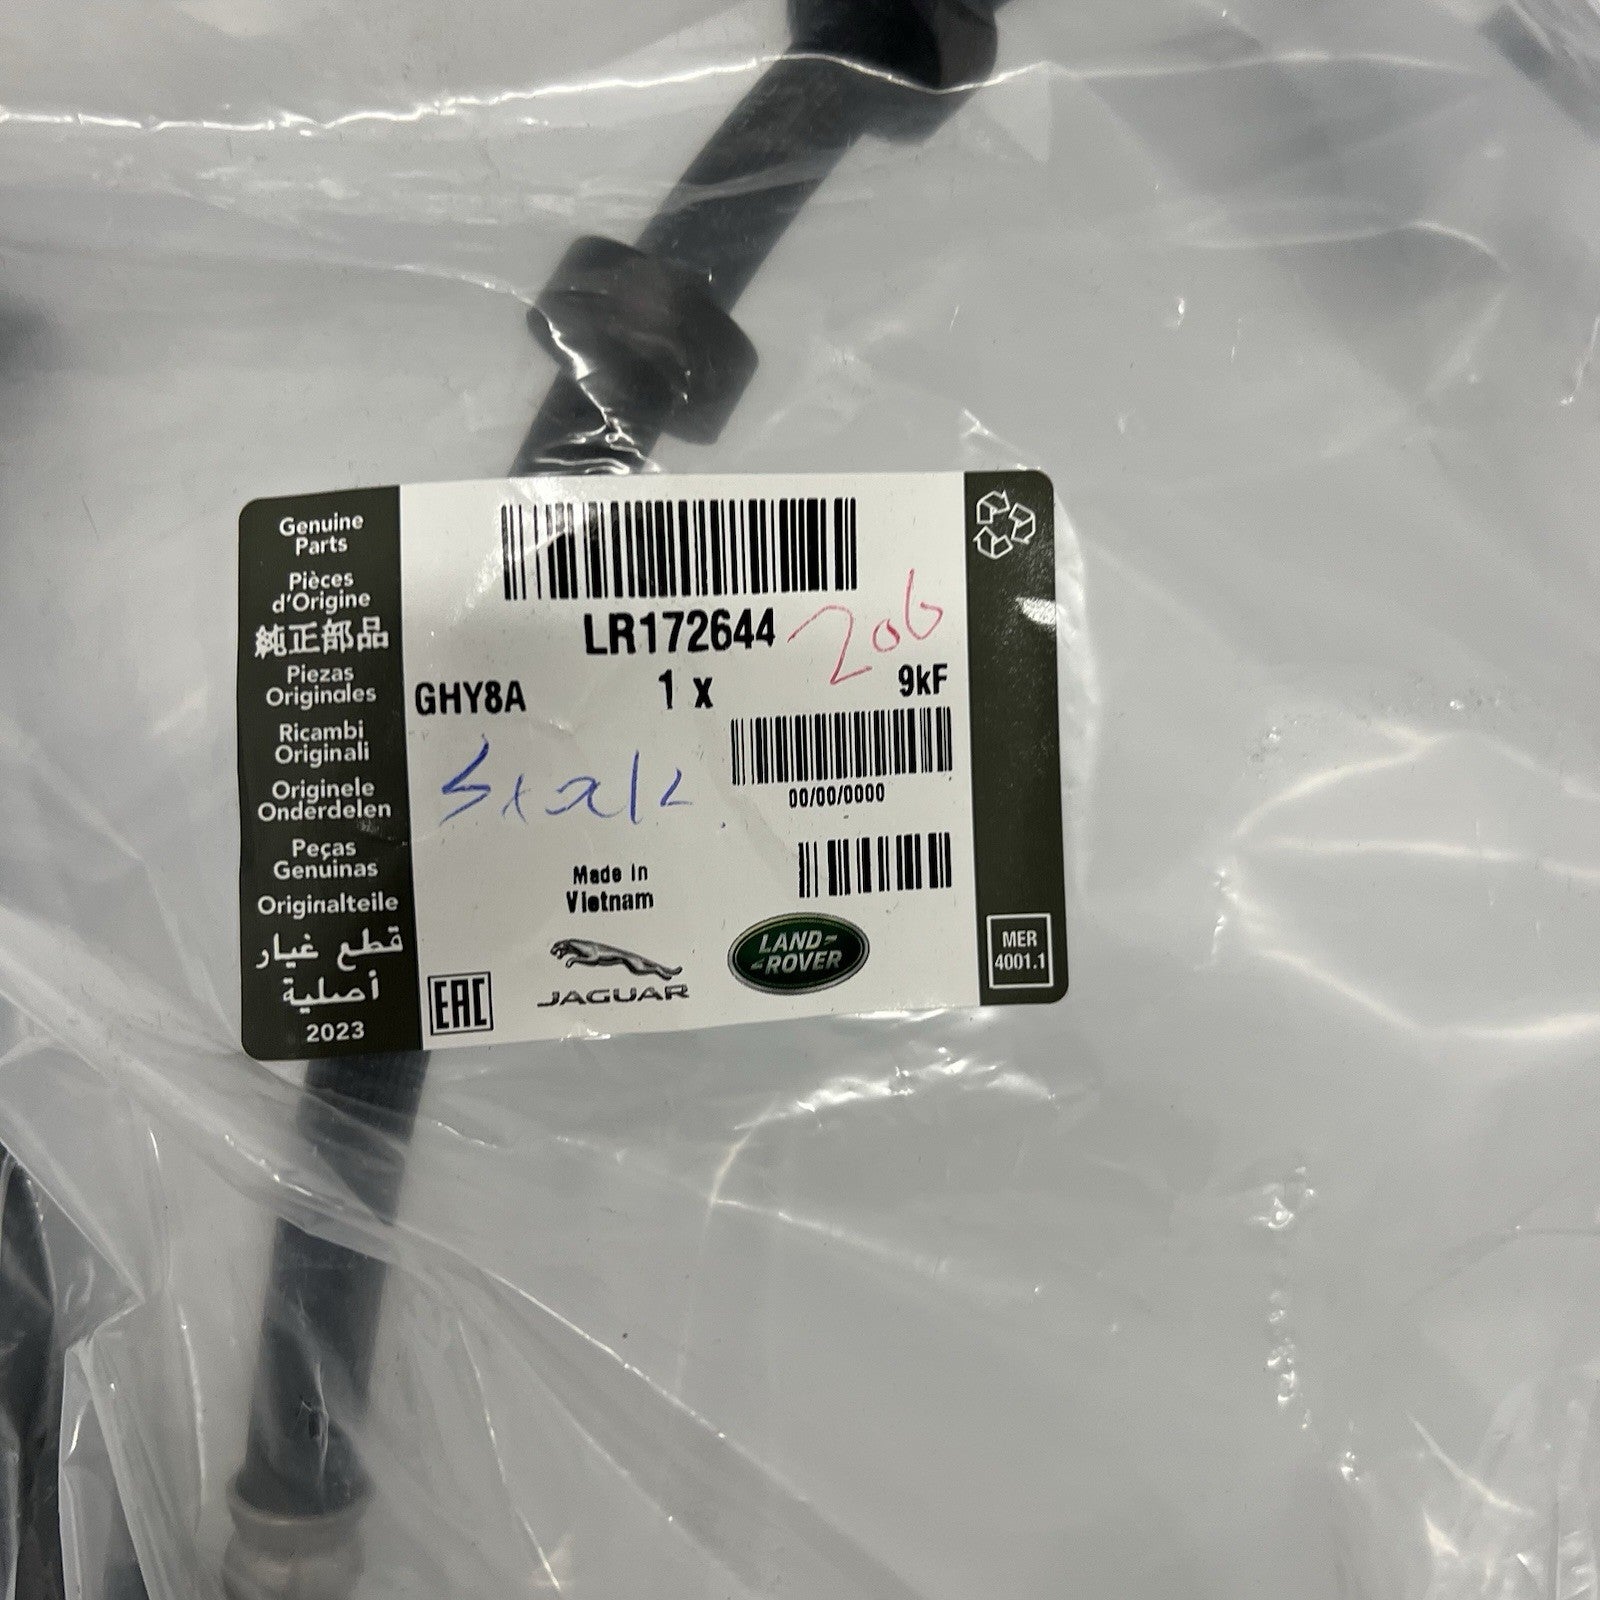 Genuine
Parts
Pièces
d'Origine
純正部品
Piezas
Originales
Ricambi
Originali
Originele
Onderdelen
Peças
Genuinas
Originalteile
قطع غيار
أصلية
2023
LR172644
206
GHY8A
1 x
9kF
00/00/0000
Made in
Vietnam
EAC
JAGUAR
LAND-
ROVER
MER
4001.1